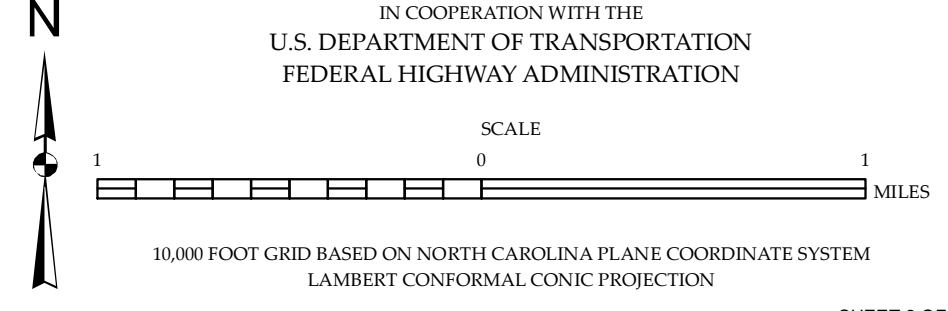 N
IN COOPERATION WITH THE
U.S. DEPARTMENT OF TRANSPORTATION
FEDERAL HIGHWAY ADMINISTRATION
SCALE
1 0 1
MILES
10,000 FOOT GRID BASED ON NORTH CAROLINA PLANE COORDINATE SYSTEM
LAMBERT CONFORMAL CONIC PROJECTION